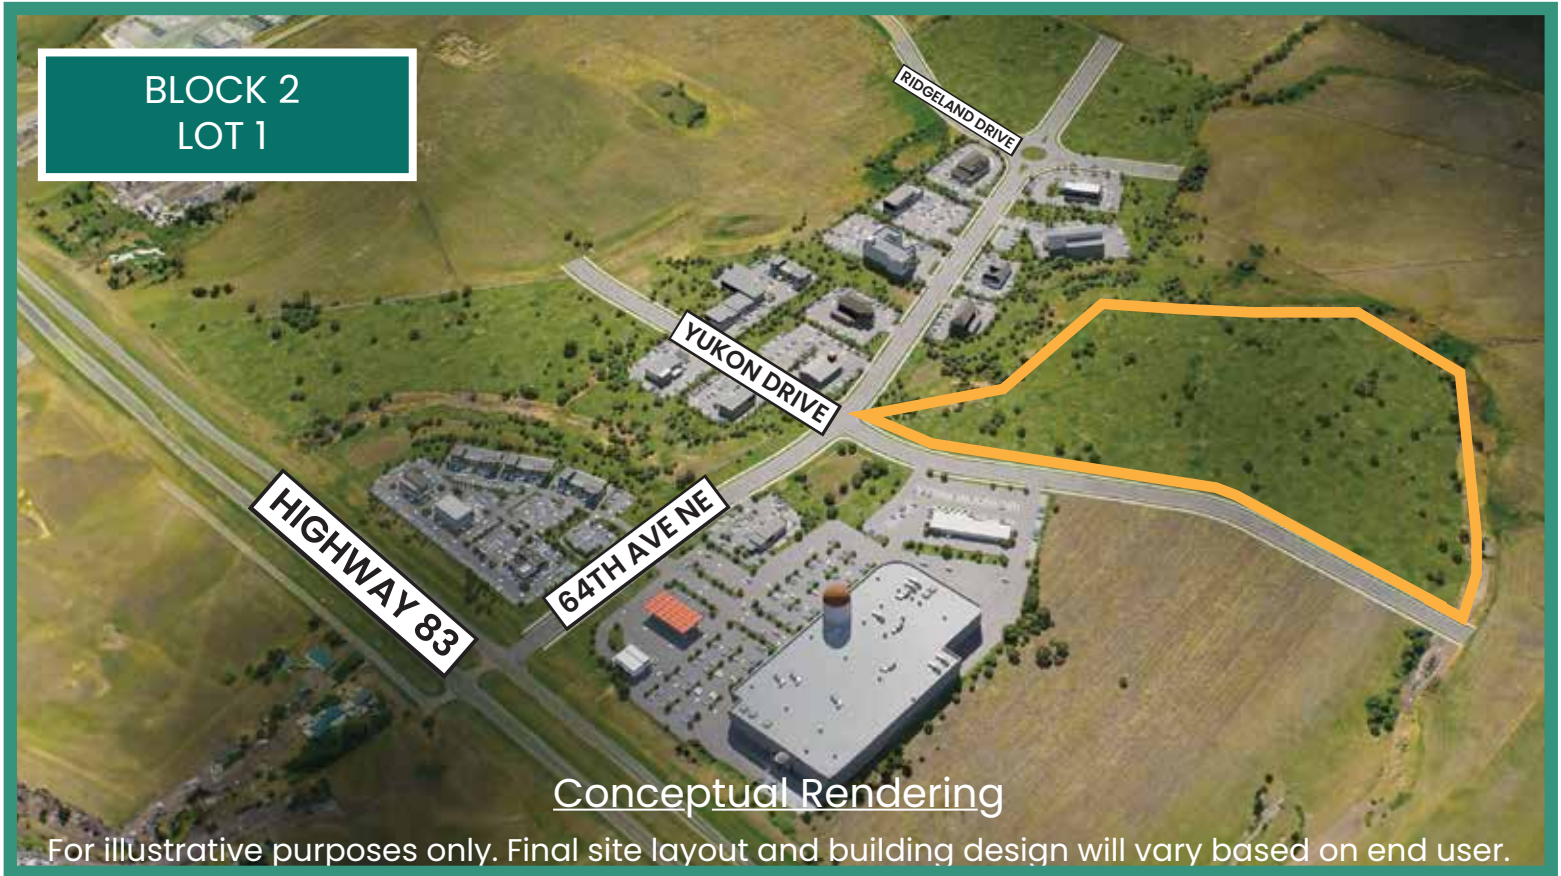 BLOCK 2
LOT 1
RIDGELAND DRIVE
YUKON DRIVE
64TH AVE NE
HIGHWAY 83
Conceptual Rendering
For illustrative purposes only. Final site layout and building design will vary based on end user.